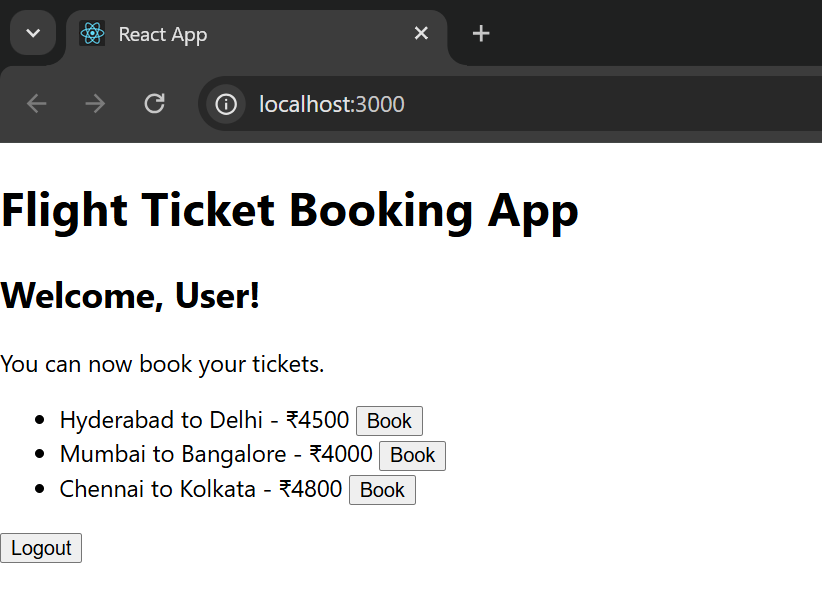 React App
localhost:3000
Flight Ticket Booking App
Welcome, User!
You can now book your tickets.
Hyderabad to Delhi - ₹4500 Book
Mumbai to Bangalore - ₹4000 Book
Chennai to Kolkata - ₹4800 Book
Logout